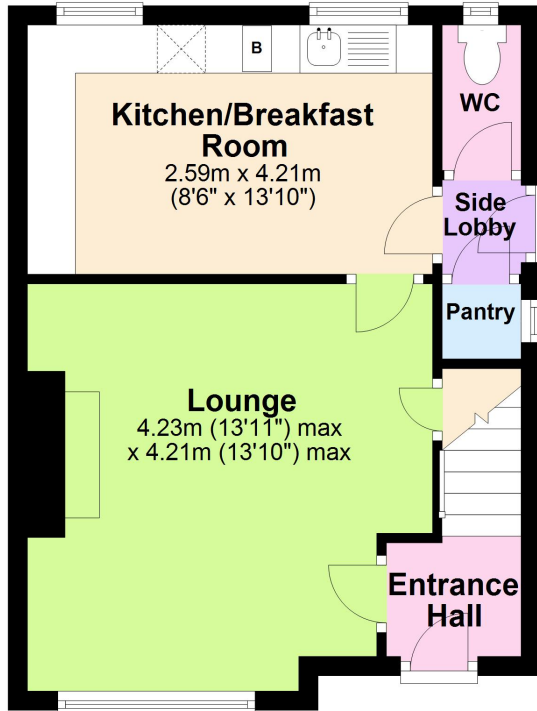 B
WC
Kitchen/Breakfast
Room
2.59m x 4.21m
(8'6" x 13'10")
Side
Lobby
Pantry
Lounge
4.23m (13'11") max
x 4.21m (13'10") max
Entrance
Hall